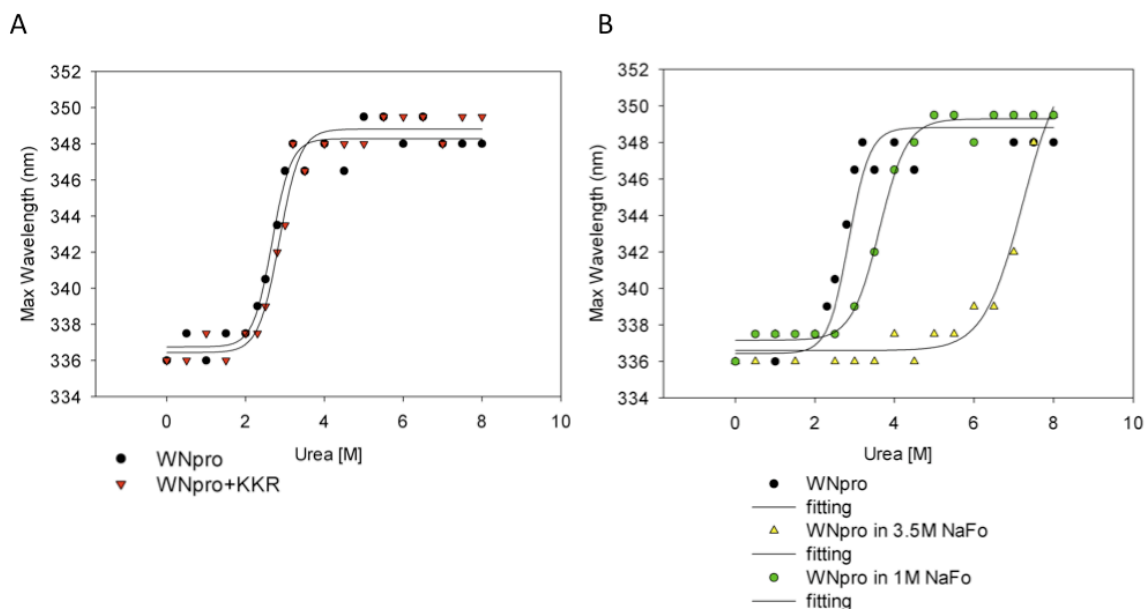 A
352
350
348
346
344
342
340
338
336
334
Max Wavelength (nm)
0 2 4 6 8 10
Urea [M]
WNpro
WNpro+KKR
B
352
350
348
346
344
342
340
338
336
334
Max Wavelength (nm)
0 2 4 6 8 10
Urea [M]
WNpro
fitting
WNpro in 3.5M NaFo
fitting
WNpro in 1M NaFo
fitting